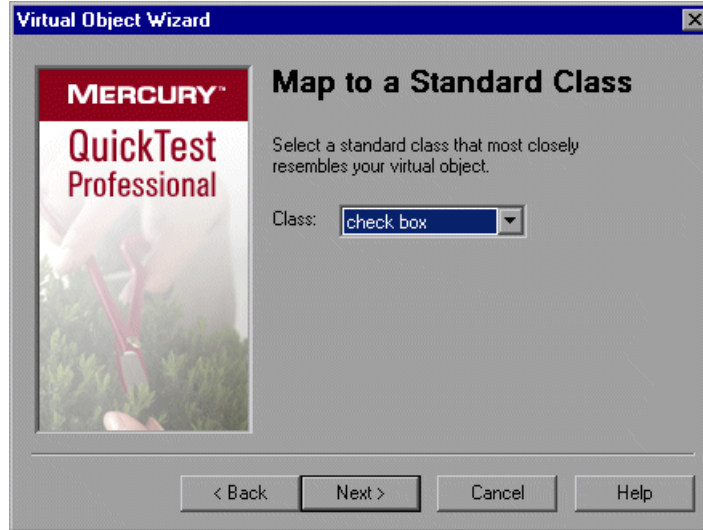 Virtual Object Wizard
MERCURY™
QuickTest
Professional
Map to a Standard Class
Select a standard class that most closely
resembles your virtual object.
Class: check box
< Back Next > Cancel Help